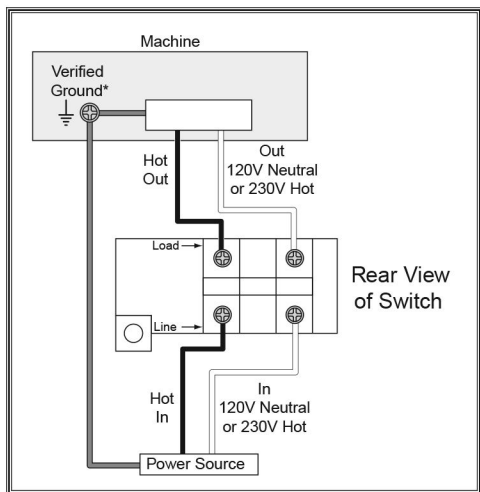 Machine
Verified
Ground*
Hot
Out
Out
120V Neutral
or 230V Hot
Load
Rear View
of Switch
Line
Hot
In
In
120V Neutral
or 230V Hot
Power Source